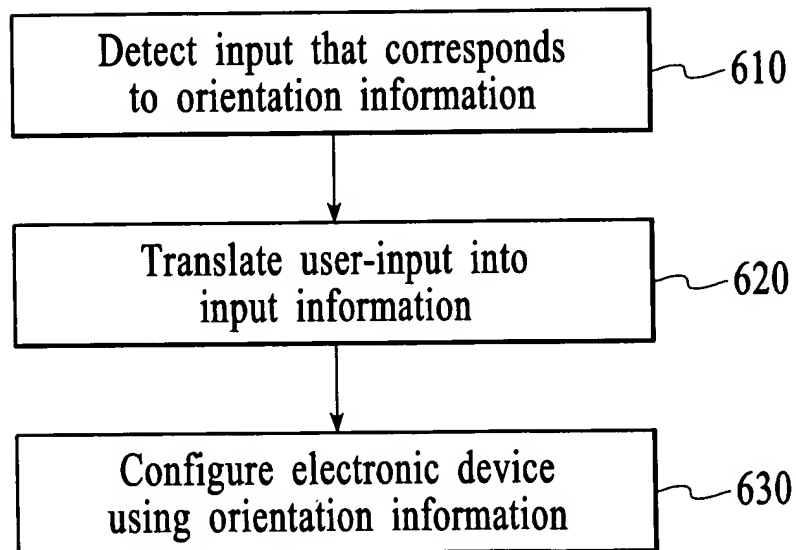 Detect input that corresponds
to orientation information
610
Translate user-input into
input information
620
Configure electronic device
using orientation information
630